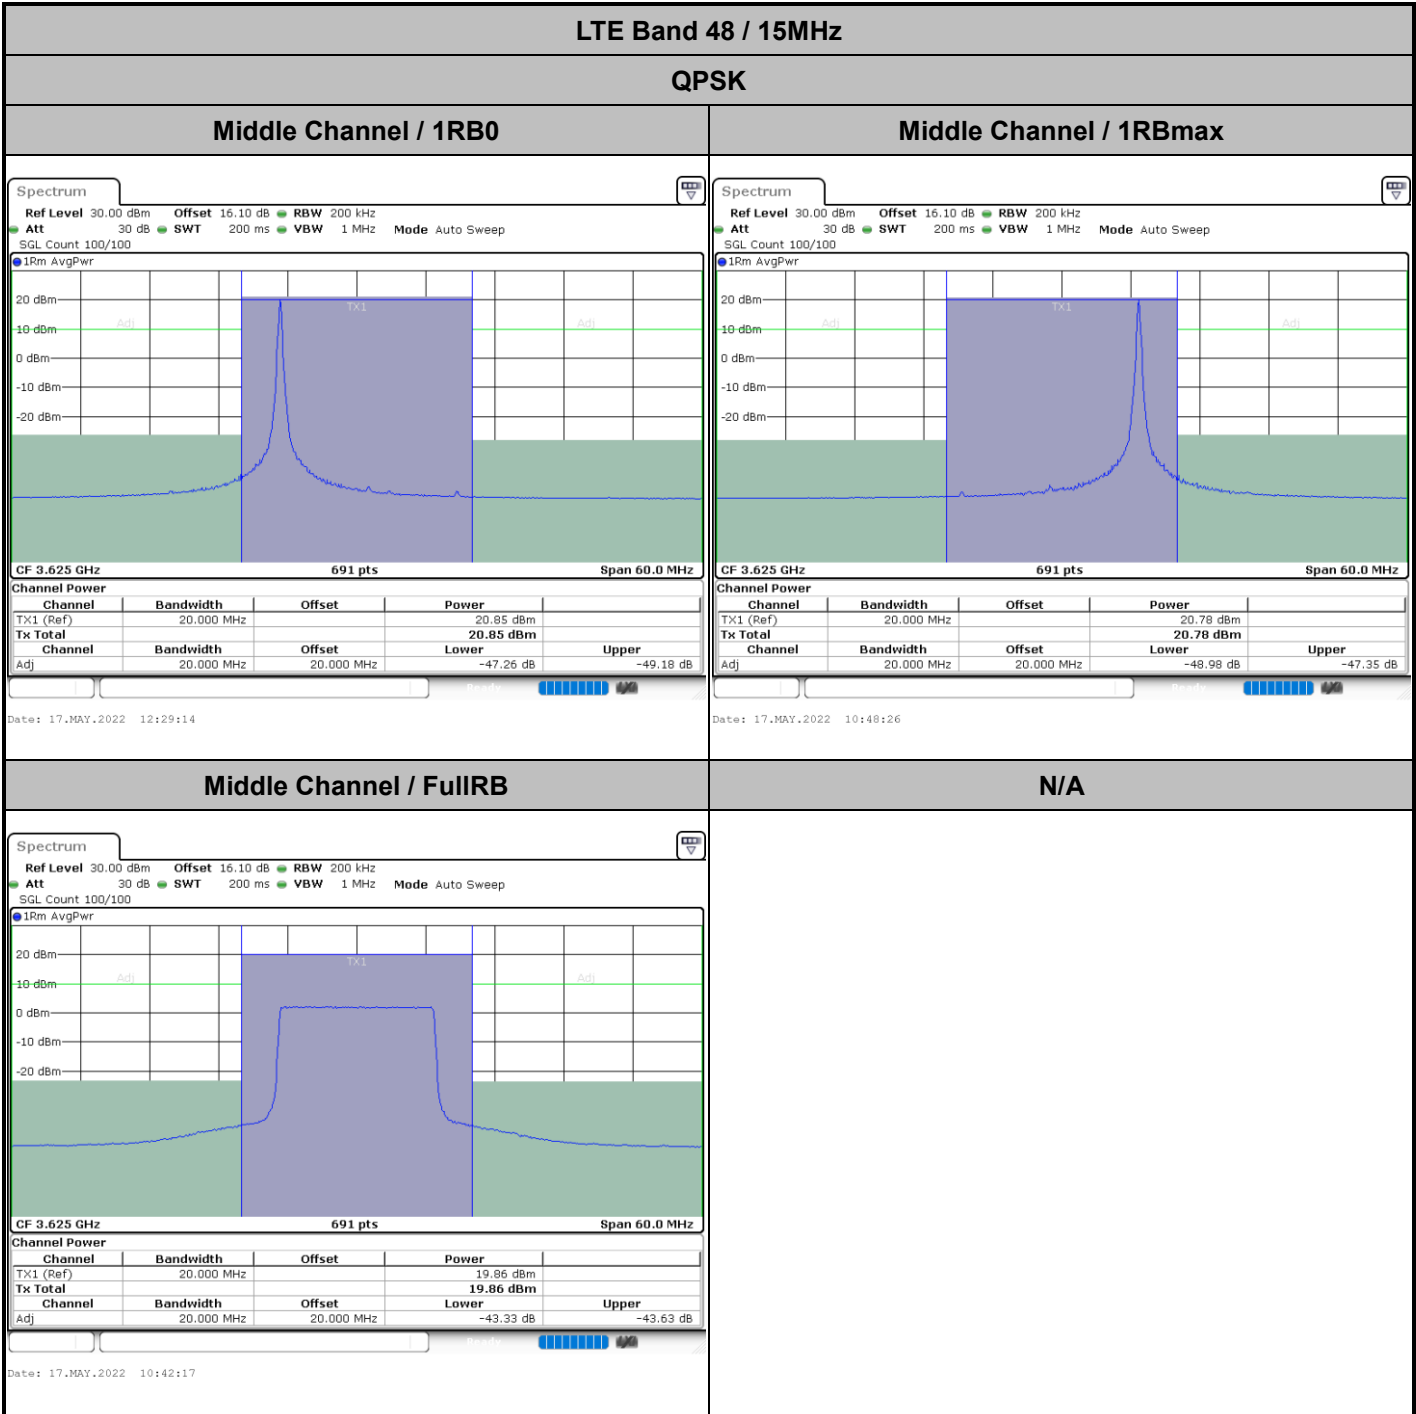 LTE Band 48 / 15MHz
QPSK
Middle Channel / 1RB0
Middle Channel / 1RBmax
Spectrum
Ref Level 30.00 dBm Offset 16.10 dB RBW 200 kHz
Att 30 dB SWT 200 ms VBW 1 MHz Mode Auto Sweep
SGL Count 100/100
1Rm AvgPwr
20 dBm
TX1
Adj
Adj
10 dBm
0 dBm
-10 dBm
-20 dBm
CF 3.625 GHz 691 pts Span 60.0 MHz
Channel Power
Channel Bandwidth Offset Power
TX1 (Ref) 20.000 MHz 20.85 dBm
Tx Total 20.85 dBm
Channel Bandwidth Offset Lower Upper
Adj 20.000 MHz 20.000 MHz -47.26 dB -49.18 dB
Ready
Date: 17.MAY.2022 12:29:14
Spectrum
Ref Level 30.00 dBm Offset 16.10 dB RBW 200 kHz
Att 30 dB SWT 200 ms VBW 1 MHz Mode Auto Sweep
SGL Count 100/100
1Rm AvgPwr
20 dBm
TX1
Adj
Adj
10 dBm
0 dBm
-10 dBm
-20 dBm
CF 3.625 GHz 691 pts Span 60.0 MHz
Channel Power
Channel Bandwidth Offset Power
TX1 (Ref) 20.000 MHz 20.78 dBm
Tx Total 20.78 dBm
Channel Bandwidth Offset Lower Upper
Adj 20.000 MHz 20.000 MHz -48.98 dB -47.35 dB
Ready
Date: 17.MAY.2022 10:48:26
Middle Channel / FullRB
N/A
Spectrum
Ref Level 30.00 dBm Offset 16.10 dB RBW 200 kHz
Att 30 dB SWT 200 ms VBW 1 MHz Mode Auto Sweep
SGL Count 100/100
1Rm AvgPwr
20 dBm
TX1
Adj
Adj
10 dBm
0 dBm
-10 dBm
-20 dBm
CF 3.625 GHz 691 pts Span 60.0 MHz
Channel Power
Channel Bandwidth Offset Power
TX1 (Ref) 20.000 MHz 19.86 dBm
Tx Total 19.86 dBm
Channel Bandwidth Offset Lower Upper
Adj 20.000 MHz 20.000 MHz -43.33 dB -43.63 dB
Ready
Date: 17.MAY.2022 10:42:17